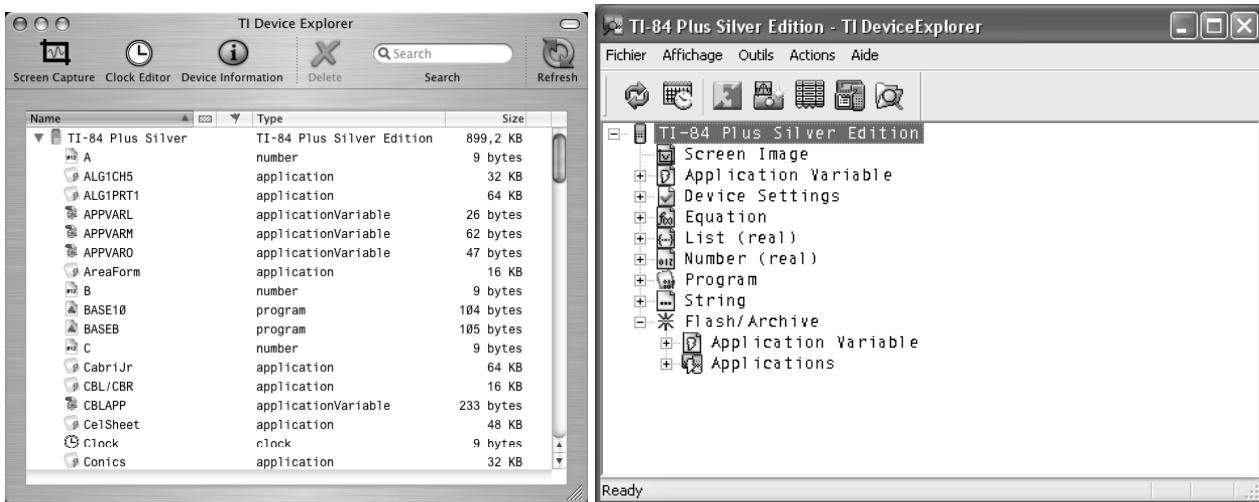 TI Device Explorer
Screen Capture Clock Editor Device Information Delete Search Search Refresh
Name Type Size
TI-84 Plus Silver TI-84 Plus Silver Edition 899,2 KB
A number 9 bytes
ALG1CH5 application 32 KB
ALG1PRT1 application 64 KB
APPVARL applicationVariable 26 bytes
APPVARM applicationVariable 62 bytes
APPVARO applicationVariable 47 bytes
AreaForm application 16 KB
B number 9 bytes
BASE1Ø program 1Ø4 bytes
BASEB program 1Ø5 bytes
C number 9 bytes
CabriJr application 64 KB
CBL/CBR application 16 KB
CBLAPP applicationVariable 233 bytes
CelSheet application 48 KB
Clock clock 9 bytes
Conics application 32 KB
TI-84 Plus Silver Edition - TI DeviceExplorer
Fichier Affichage Outils Actions Aide
TI-84 Plus Silver Edition
Screen Image
Application Variable
Device Settings
Equation
List (real)
Number (real)
Program
String
Flash/Archive
Application Variable
Applications
Ready